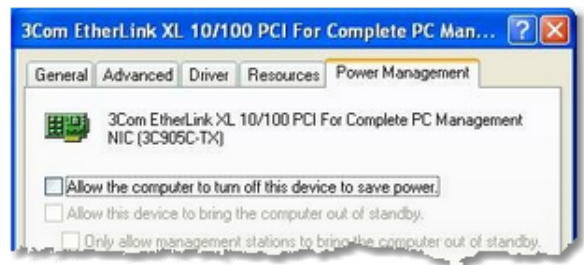 3Com EtherLink XL 10/100 PCI For Complete PC Man...
General Advanced Driver Resources Power Management
3Com EtherLink XL 10/100 PCI For Complete PC Management
NIC (3C905C-TX)
Allow the computer to turn off this device to save power.
Allow this device to bring the computer out of standby.
Only allow management stations to bring the computer out of standby.